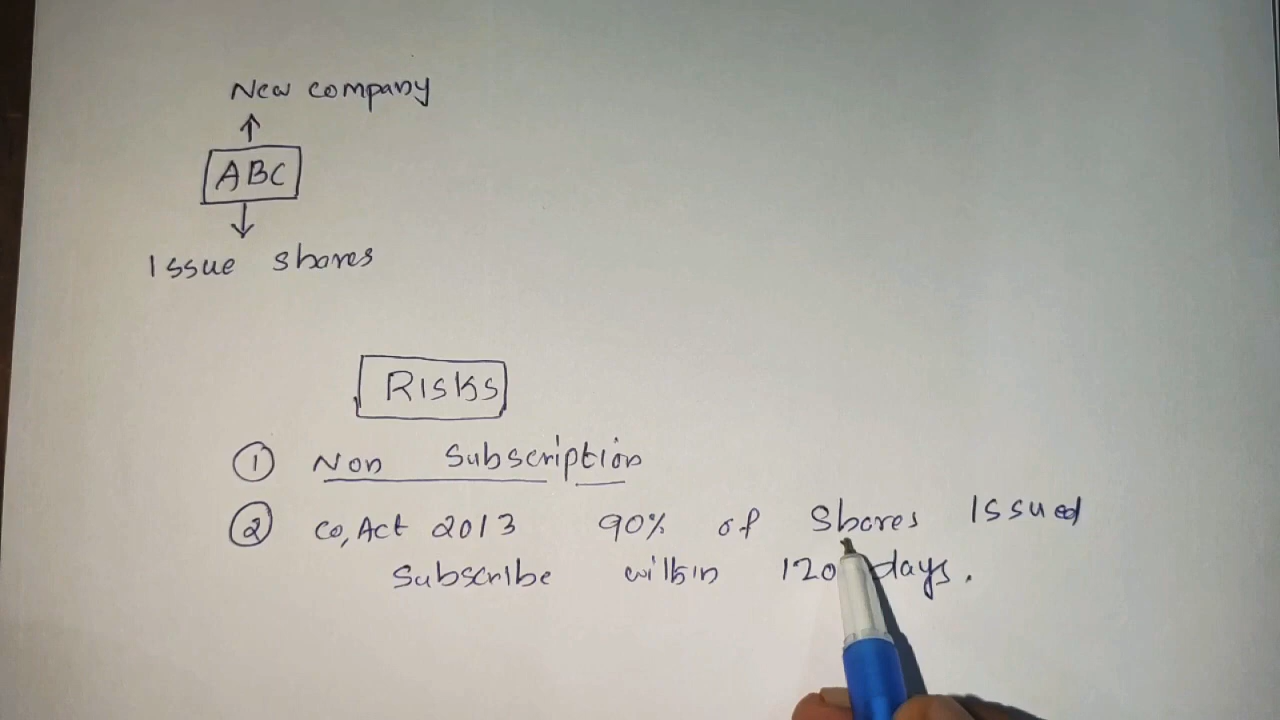 New company
ABC
Issue shares
Risks
① Non Subscription
② Co, Act 2013 90% of Shares Issued
Subscribe within 120 days.